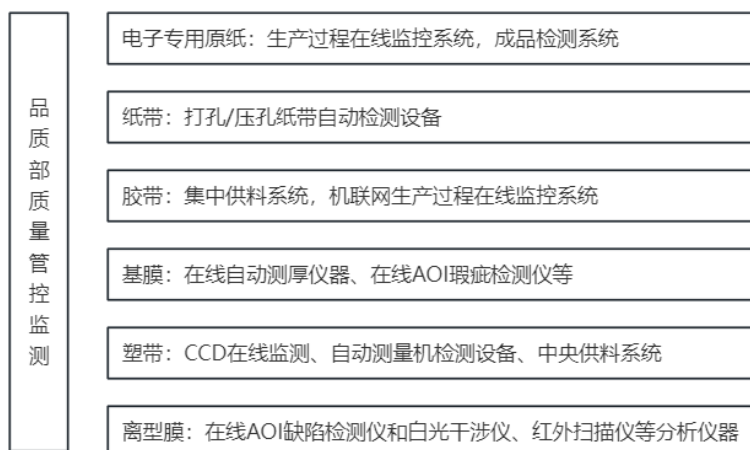 品质部质量管控监测
电子专用原纸：生产过程在线监控系统，成品检测系统
纸带：打孔/压孔纸带自动检测设备
胶带：集中供料系统，机联网生产过程在线监控系统
基膜：在线自动测厚仪器、在线AOI瑕疵检测仪等
塑带：CCD在线监测、自动测量机检测设备、中央供料系统
离型膜：在线AOI缺陷检测仪和白光干涉仪、红外扫描仪等分析仪器